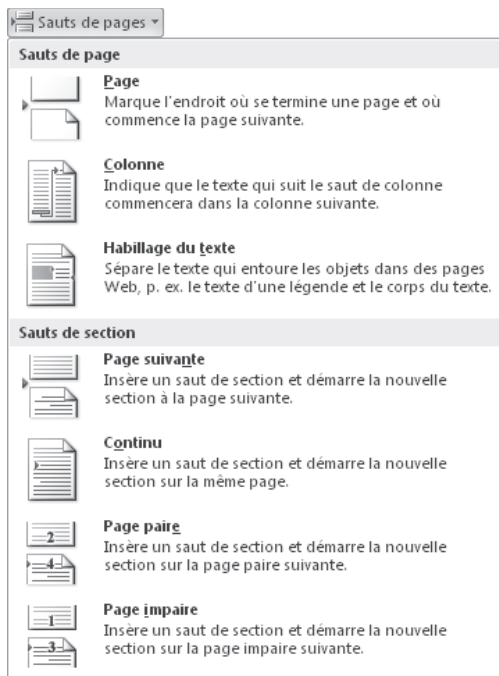 Sauts de pages
Sauts de page
Page
Marque l'endroit où se termine une page et où
commence la page suivante.
Colonne
Indique que le texte qui suit le saut de colonne
commencera dans la colonne suivante.
Habillage du texte
Sépare le texte qui entoure les objets dans des pages
Web, p. ex. le texte d'une légende et le corps du texte.
Sauts de section
Page suivante
Insère un saut de section et démarre la nouvelle
section à la page suivante.
Continu
Insère un saut de section et démarre la nouvelle
section sur la même page.
2
4
Page paire
Insère un saut de section et démarre la nouvelle
section sur la page paire suivante.
1
3
Page impaire
Insère un saut de section et démarre la nouvelle
section sur la page impaire suivante.